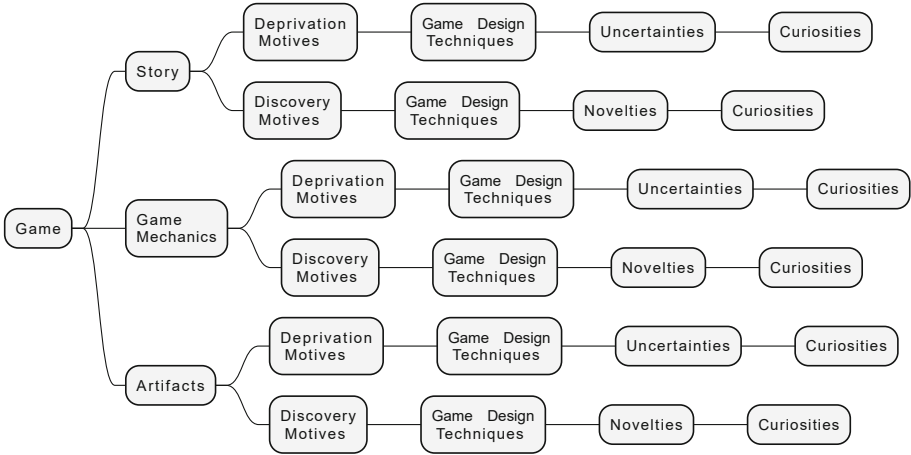 Game
Story
Deprivation
Motives
Game Design
Techniques
Uncertainties
Curiosities
Discovery
Motives
Game Design
Techniques
Novelties
Curiosities
Game
Mechanics
Deprivation
Motives
Game Design
Techniques
Uncertainties
Curiosities
Discovery
Motives
Game Design
Techniques
Novelties
Curiosities
Artifacts
Deprivation
Motives
Game Design
Techniques
Uncertainties
Curiosities
Discovery
Motives
Game Design
Techniques
Novelties
Curiosities